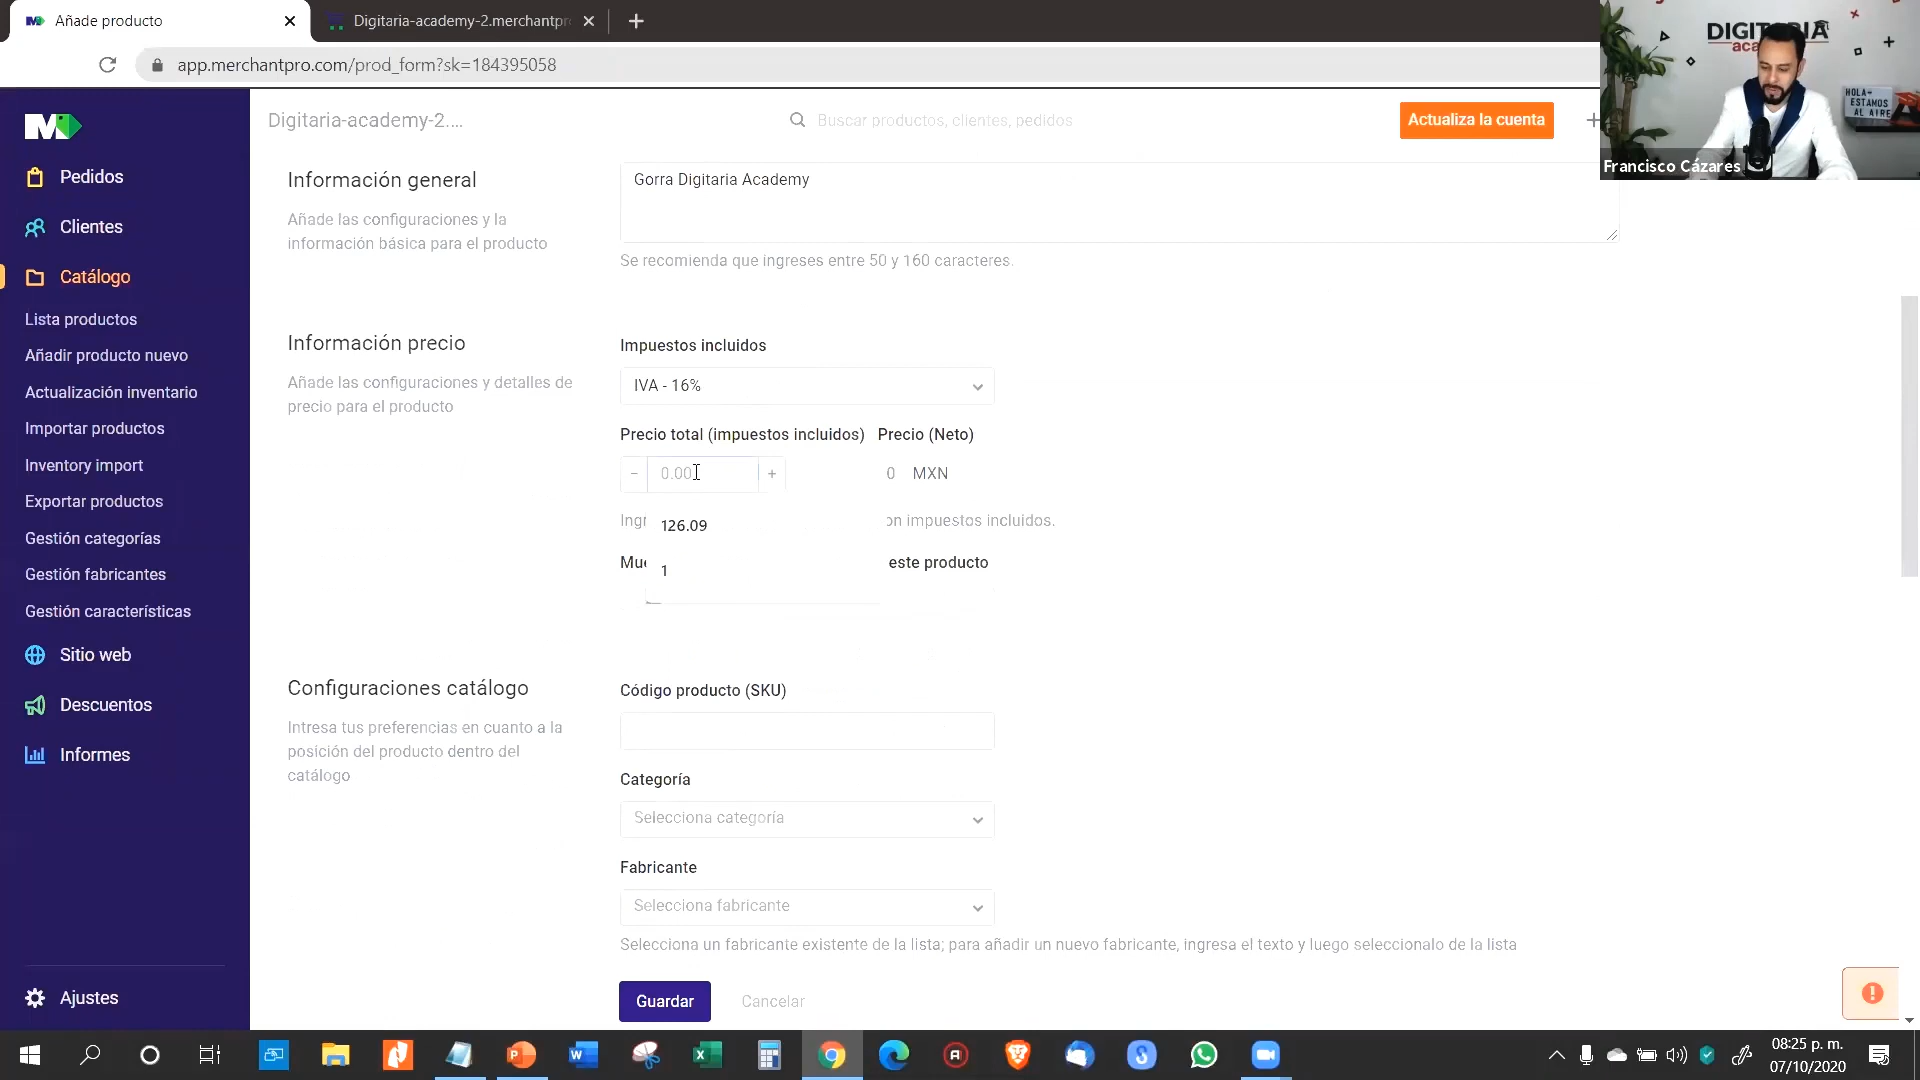 Añade producto
Digitaria-academy-2.merchantpr
app.merchantpro.com/prod_form?sk=184395058
DIGITARIA
aca
HOLA
ESTAMOS
AL AIRE
Francisco Cázares
Digitaria-academy-2....
Buscar productos, clientes, pedidos
Actualiza la cuenta
Pedidos
Clientes
Catálogo
Lista productos
Añadir producto nuevo
Actualización inventario
Importar productos
Inventory import
Exportar productos
Gestión categorías
Gestión fabricantes
Gestión características
Sitio web
Descuentos
Informes
Ajustes
Información general
Añade las configuraciones y la
información básica para el producto
Gorra Digitaria Academy
Se recomienda que ingreses entre 50 y 160 caracteres.
Información precio
Añade las configuraciones y detalles de
precio para el producto
Impuestos incluidos
IVA - 16%
Precio total (impuestos incluidos) Precio (Neto)
- 0.00 + 0 MXN
Ingr on impuestos incluidos.
126.09
Mue este producto
1
Configuraciones catálogo
Intresa tus preferencias en cuanto a la
posición del producto dentro del
catálogo
Código producto (SKU)
Categoría
Selecciona categoría
Fabricante
Selecciona fabricante
Selecciona un fabricante existente de la lista; para añadir un nuevo fabricante, ingresa el texto y luego seleccionalo de la lista
Guardar Cancelar
08:25 p. m.
07/10/2020